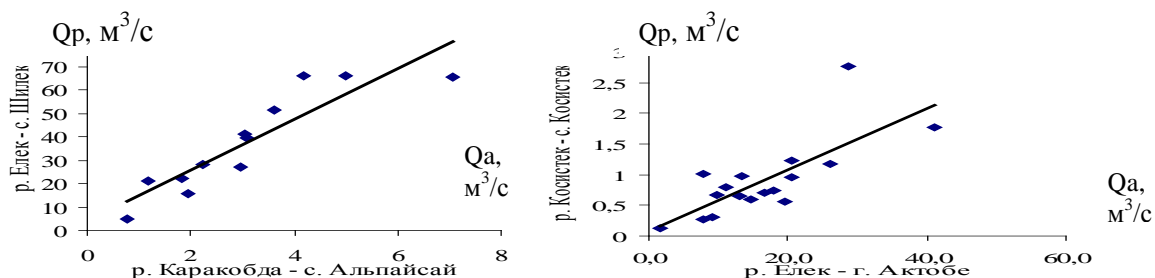 Qр, м³/с
р. Елек - с. Шилек
70
60
50
40
30
20
10
0
0 2 4 6 8
Qа,
м³/с
р. Каракобда - с. Альпайсай
Qр, м³/с
р. Косистек - с. Косистек
3
2,5
2
1,5
1
0,5
0
0,0 20,0 40,0 60,0
Qа,
м³/с
р. Елек - г. Актобе